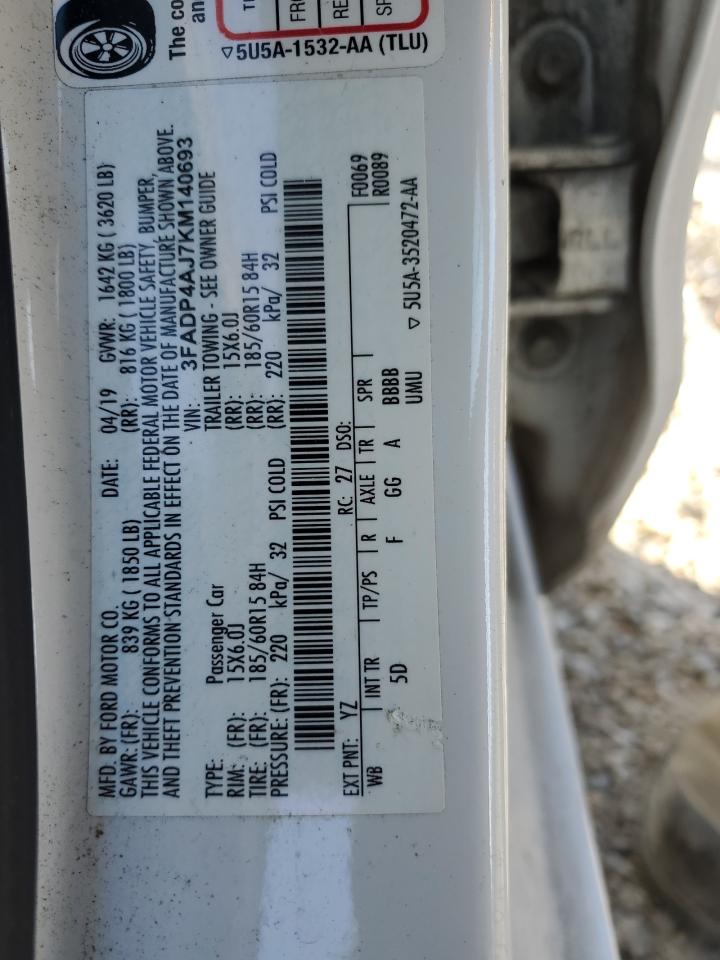 The co
an
FR
RE
SP
▽5U5A-1532-AA (TLU)
MFD. BY FORD MOTOR CO. DATE: 04/19 GVWR: 1642 KG ( 3620 LB)
GAWR: (FR): 839 KG ( 1850 LB) (RR): 816 KG ( 1800 LB)
THIS VEHICLE CONFORMS TO ALL APPLICABLE FEDERAL MOTOR VEHICLE SAFETY, BUMPER,
AND THEFT PREVENTION STANDARDS IN EFFECT ON THE DATE OF MANUFACTURE SHOWN ABOVE.
VIN: 3FADP4AJ7KM140693
TYPE: Passenger Car TRAILER TOWING - SEE OWNER GUIDE
RIM: (FR): 15X6.0J (RR): 15X6.0J
TIRE: (FR): 185/60R15 84H (RR): 185/60R15 84H
PRESSURE: (FR): 220 kPa/ 32 PSI COLD (RR): 220 kPa/ 32 PSI COLD
EXT PNT: YZ RC: 27 DSO: F0069
WB INT TR TP/PS R AXLE TR SPR R0089
5D F GG A BBBB
UMU ▽ 5U5A-3520472-AA